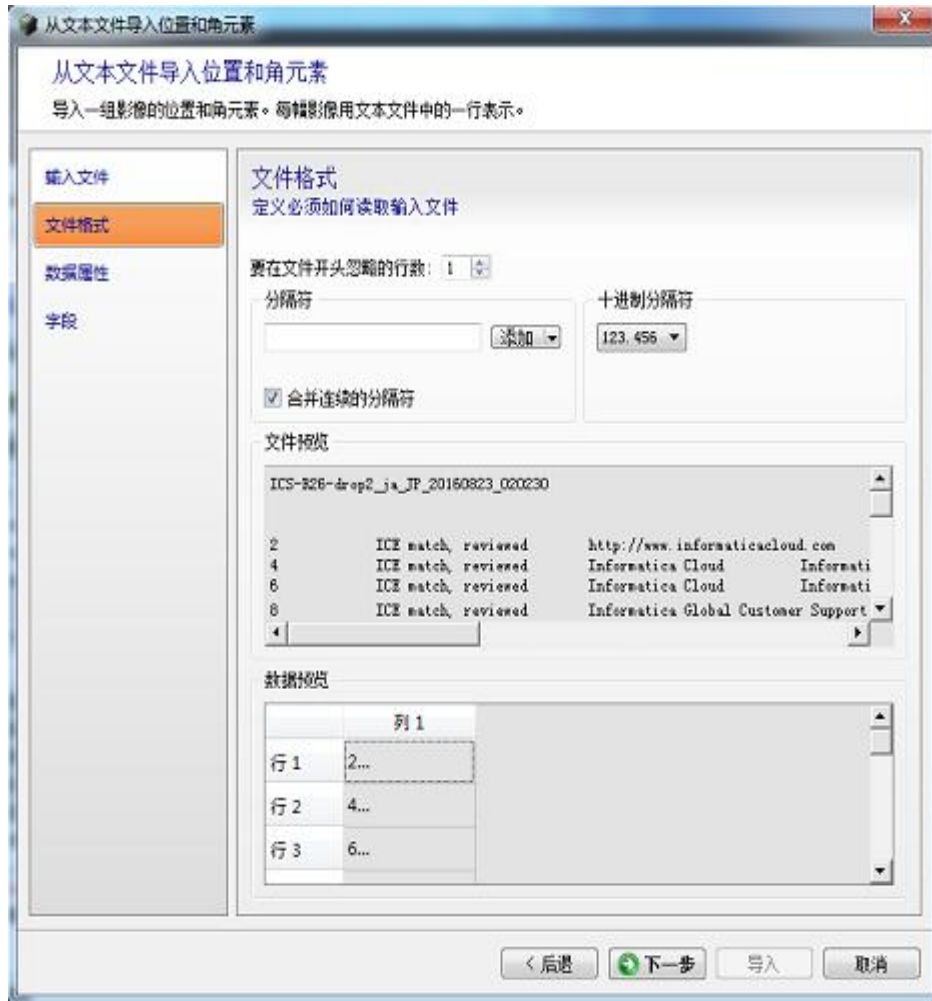 从文本文件导入位置和角元素
从文本文件导入位置和角元素
导入一组影像的位置和角元素。每幅影像用文本文件中的一行表示。
输入文件
文件格式
数据属性
字段
文件格式
定义必须如何读取输入文件
要在文件开头忽略的行数: 1
分隔符
添加
合并连续的分隔符
十进制分隔符
123.456
文件预览
ICS-R26-drop2_ja_JP_20160823_020230
2 ICE match, reviewed http://www.informaticacloud.com
4 ICE match, reviewed Informatica Cloud Informati
6 ICE match, reviewed Informatica Cloud Informati
8 ICE match, reviewed Informatica Global Customer Support
数据预览
列 1
行 1 2...
行 2 4...
行 3 6...
< 后退 下一步 导入 取消